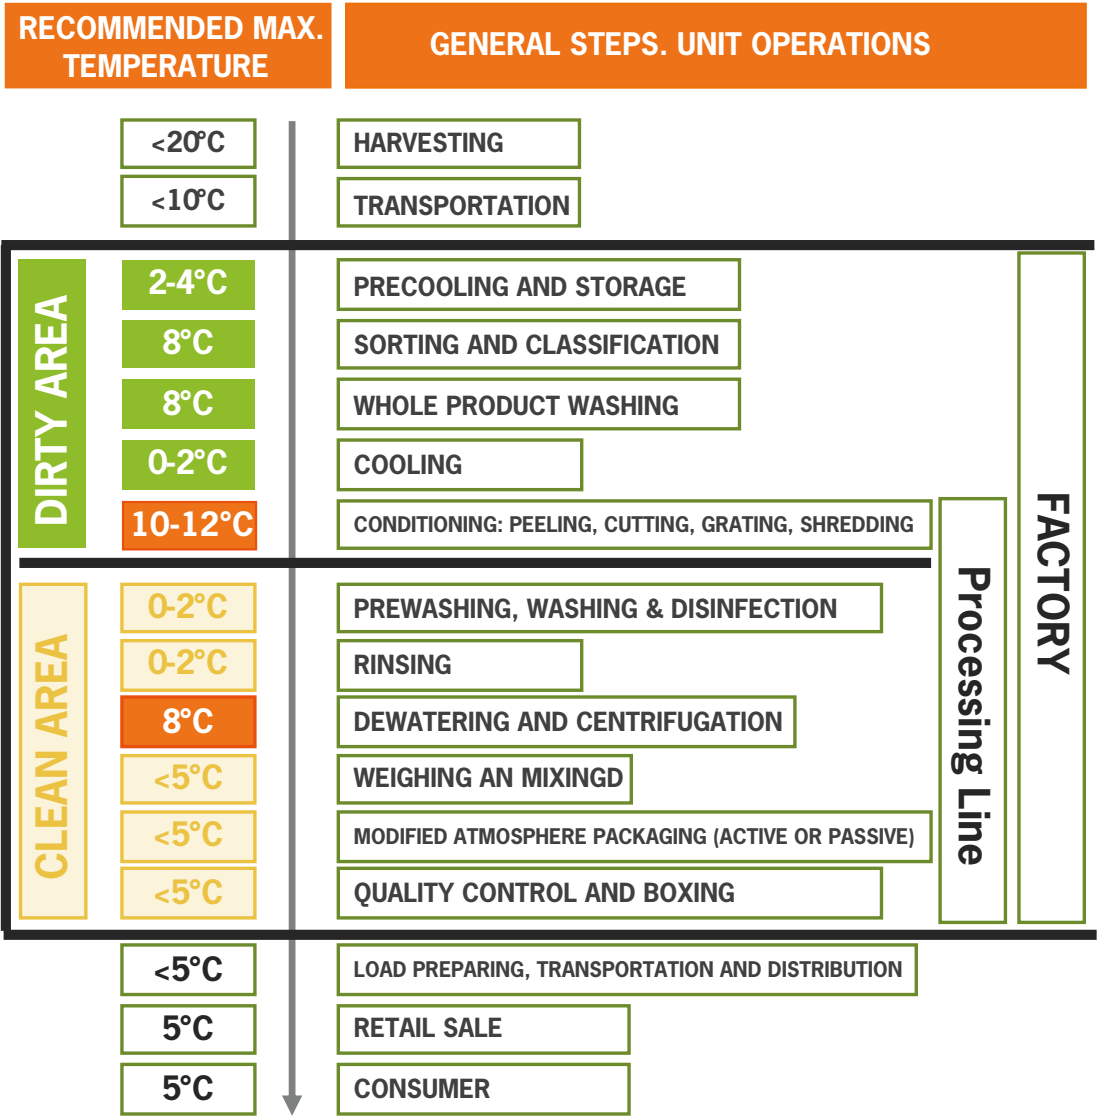 RECOMMENDED MAX.
TEMPERATURE
GENERAL STEPS. UNIT OPERATIONS
<20°C
HARVESTING
<10°C
TRANSPORTATION
DIRTY AREA
2-4°C
PRECOOLING AND STORAGE
8°C
SORTING AND CLASSIFICATION
8°C
WHOLE PRODUCT WASHING
0-2°C
COOLING
10-12°C
CONDITIONING: PEELING, CUTTING, GRATING, SHREDDING
CLEAN AREA
0-2°C
PREWASHING, WASHING & DISINFECTION
0-2°C
RINSING
8°C
DEWATERING AND CENTRIFUGATION
<5°C
WEIGHING AN MIXINGD
<5°C
MODIFIED ATMOSPHERE PACKAGING (ACTIVE OR PASSIVE)
<5°C
QUALITY CONTROL AND BOXING
Processing Line
FACTORY
<5°C
LOAD PREPARING, TRANSPORTATION AND DISTRIBUTION
5°C
RETAIL SALE
5°C
CONSUMER